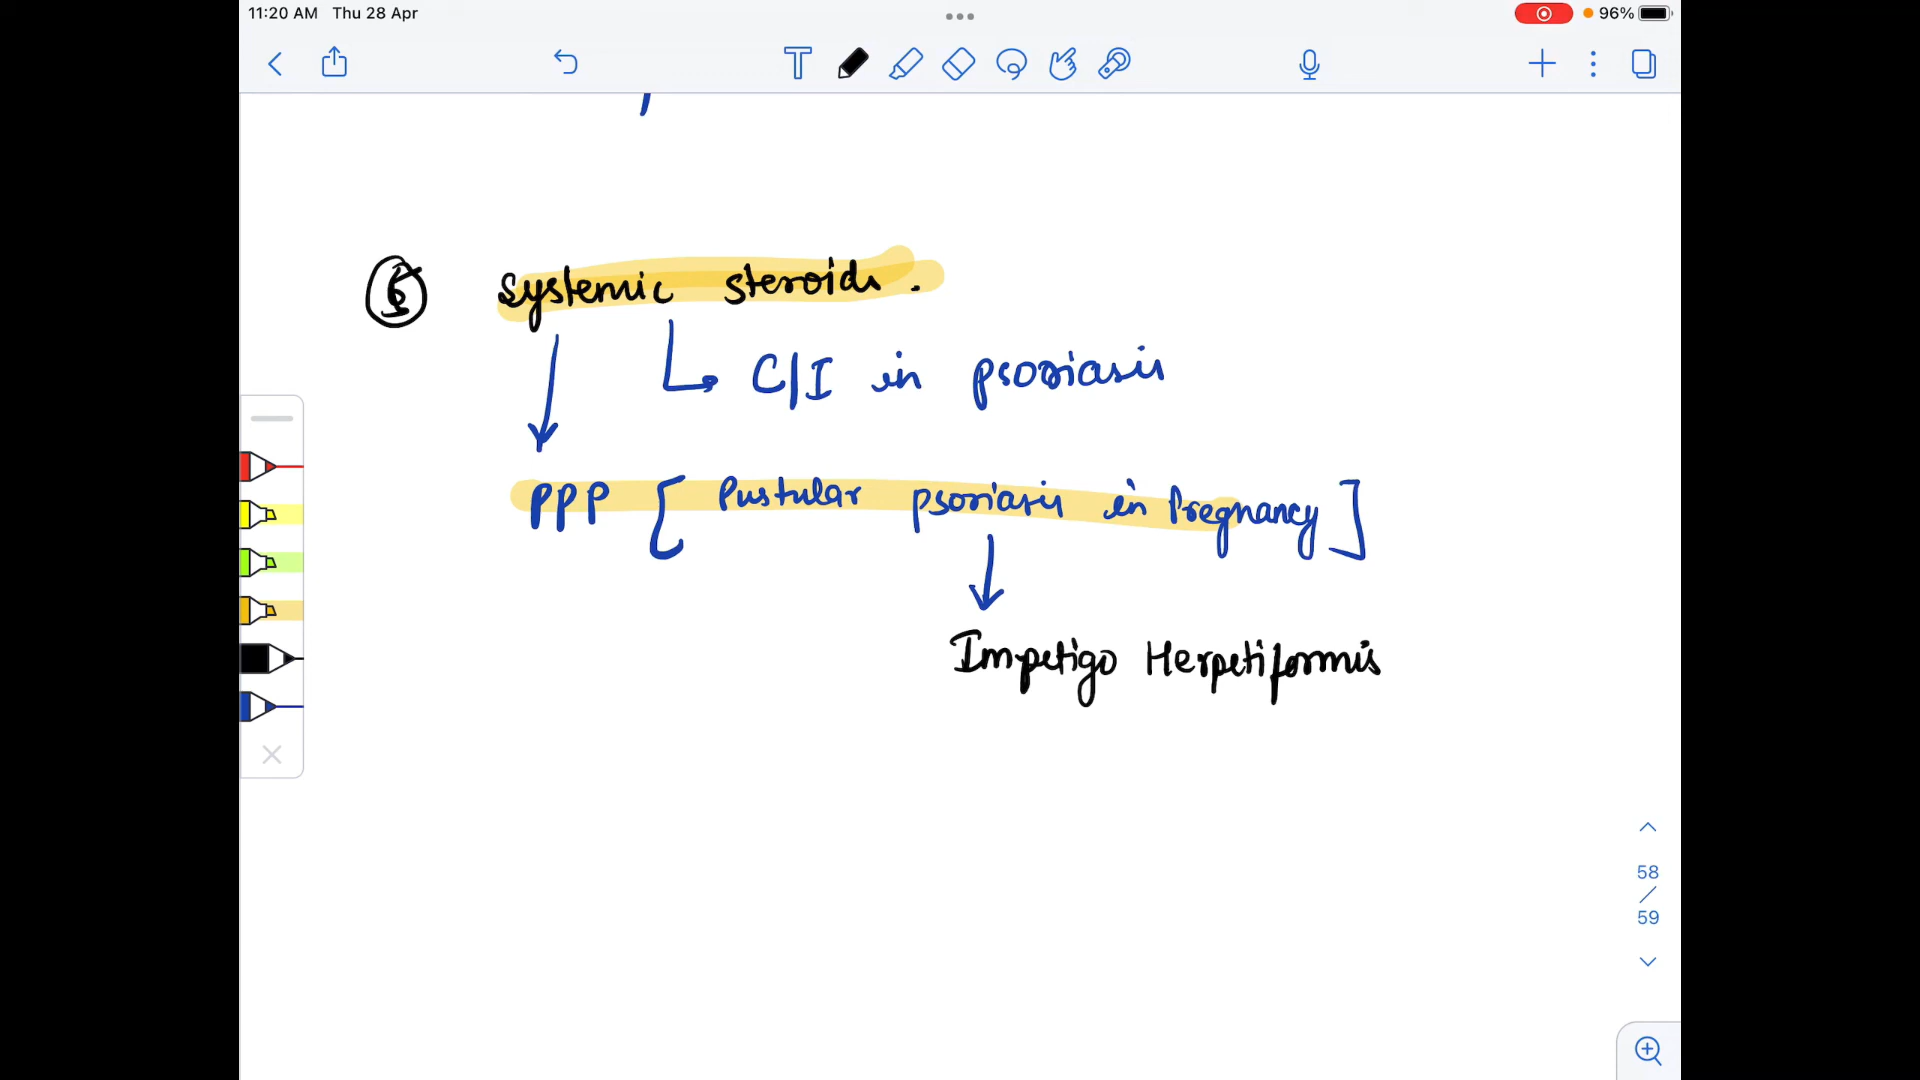 11:20 AM Thu 28 Apr
96%
systemic steroids.
C/I in psoriasis
PPP [ Pustular psoriasis in Pregnancy ]
Impetigo Herpetiformis
58
/
59